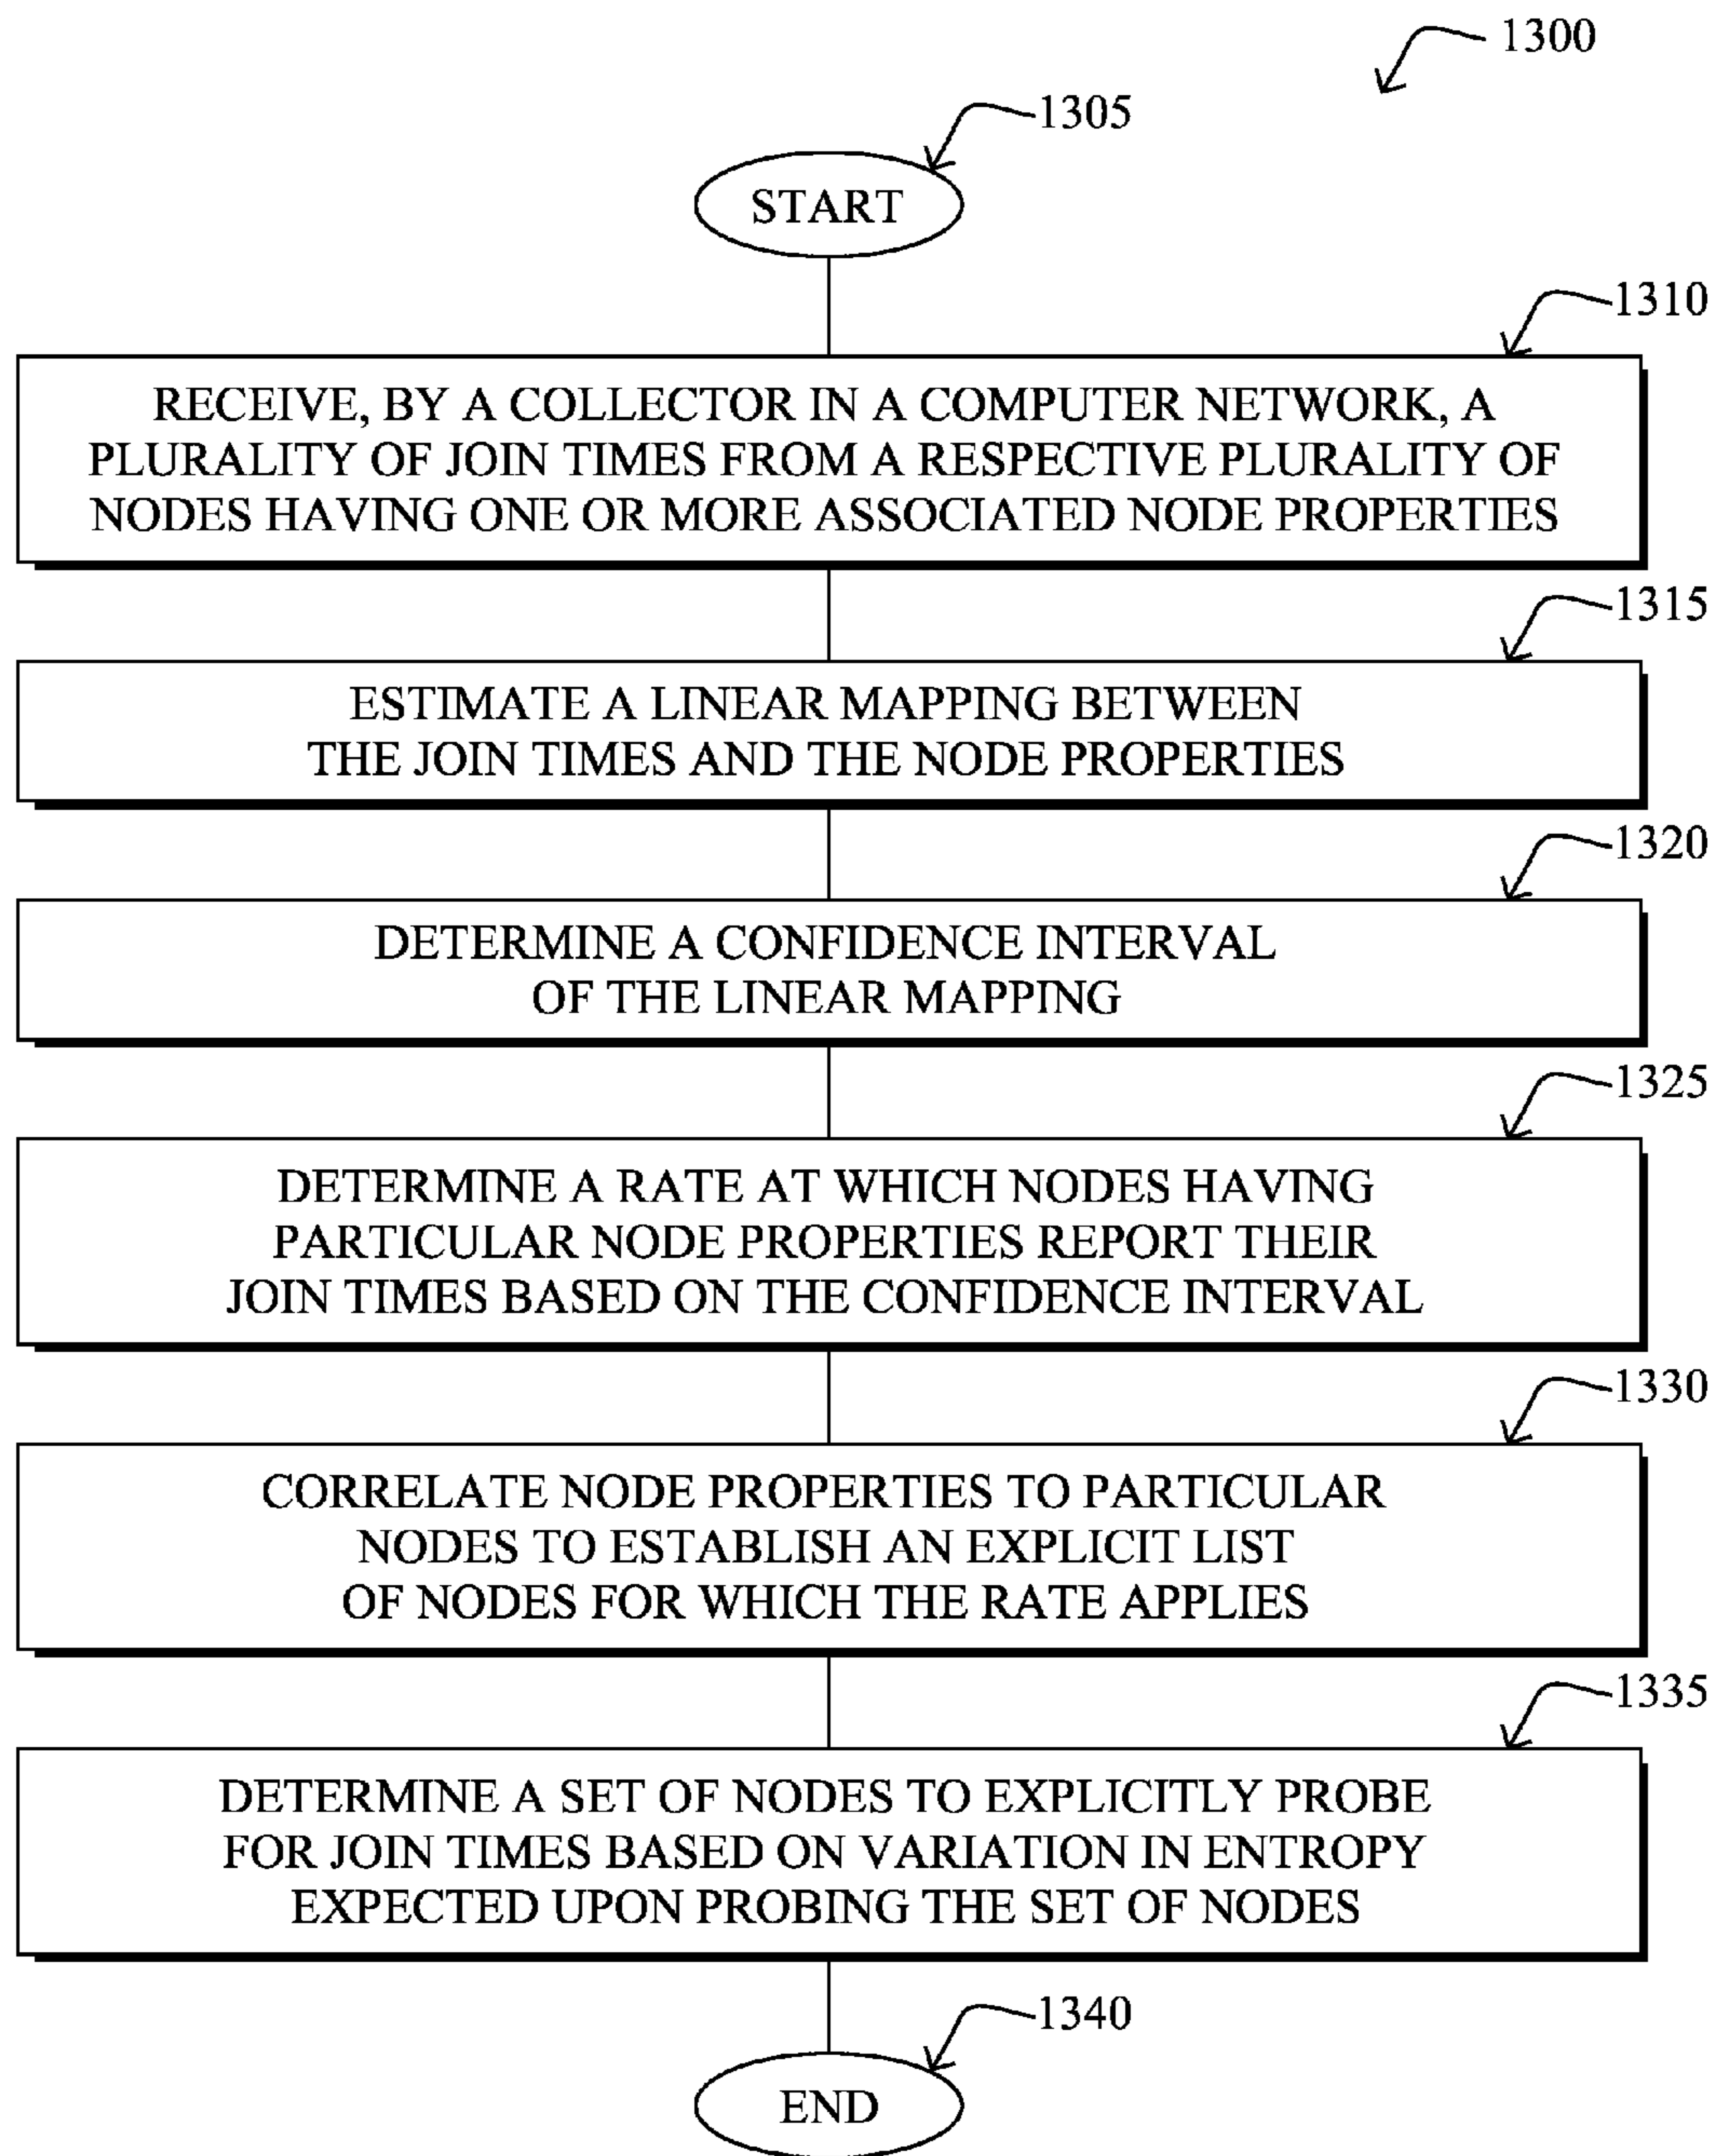 1300
1305
START
1310
RECEIVE, BY A COLLECTOR IN A COMPUTER NETWORK, A
PLURALITY OF JOIN TIMES FROM A RESPECTIVE PLURALITY OF
NODES HAVING ONE OR MORE ASSOCIATED NODE PROPERTIES
1315
ESTIMATE A LINEAR MAPPING BETWEEN
THE JOIN TIMES AND THE NODE PROPERTIES
1320
DETERMINE A CONFIDENCE INTERVAL
OF THE LINEAR MAPPING
1325
DETERMINE A RATE AT WHICH NODES HAVING
PARTICULAR NODE PROPERTIES REPORT THEIR
JOIN TIMES BASED ON THE CONFIDENCE INTERVAL
1330
CORRELATE NODE PROPERTIES TO PARTICULAR
NODES TO ESTABLISH AN EXPLICIT LIST
OF NODES FOR WHICH THE RATE APPLIES
1335
DETERMINE A SET OF NODES TO EXPLICITLY PROBE
FOR JOIN TIMES BASED ON VARIATION IN ENTROPY
EXPECTED UPON PROBING THE SET OF NODES
1340
END